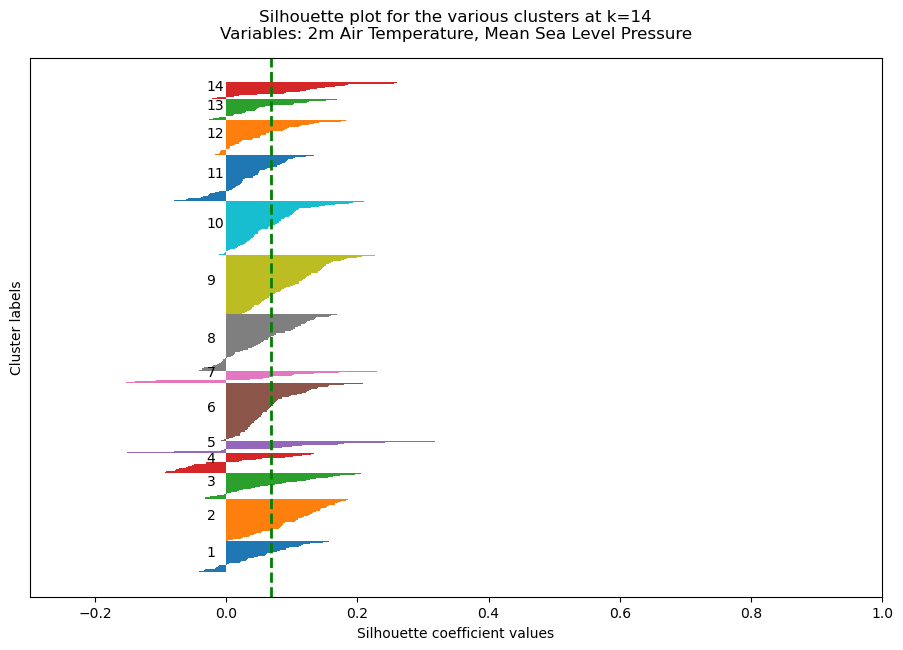 Silhouette plot for the various clusters at k=14
Variables: 2m Air Temperature, Mean Sea Level Pressure
Cluster labels
14
13
12
11
10
9
8
7
6
5
4
3
2
1
−0.2 0.0 0.2 0.4 0.6 0.8 1.0
Silhouette coefficient values